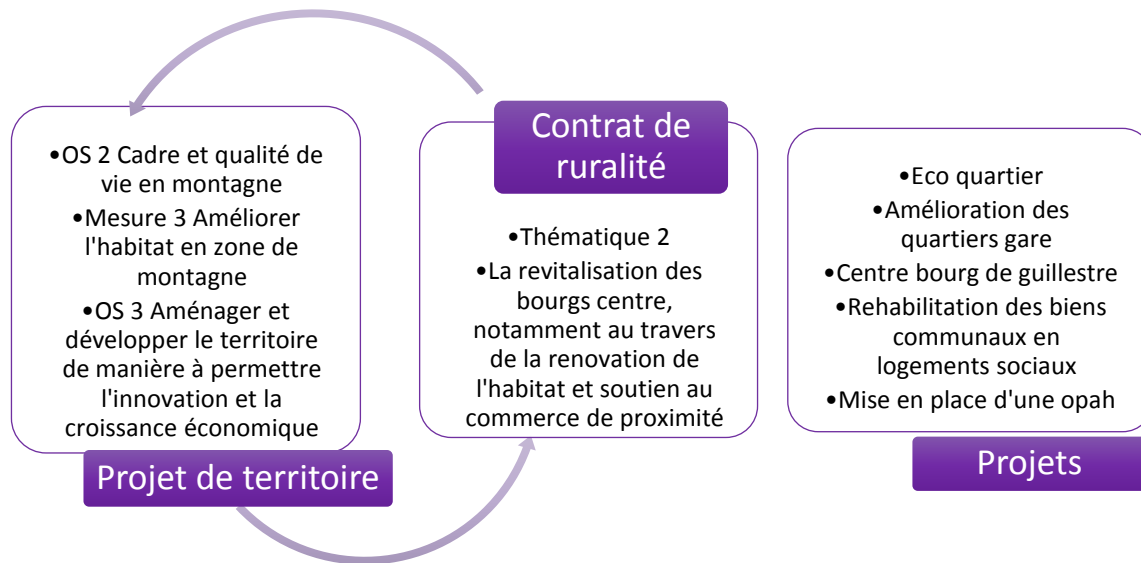 •OS 2 Cadre et qualité de
vie en montagne
•Mesure 3 Améliorer
l'habitat en zone de
montagne
•OS 3 Aménager et
développer le territoire
de manière à permettre
l'innovation et la
croissance économique
Projet de territoire
Contrat de
ruralité
•Thématique 2
•La revitalisation des
bourgs centre,
notamment au travers
de la renovation de
l'habitat et soutien au
commerce de proximité
•Eco quartier
•Amélioration des
quartiers gare
•Centre bourg de guillestre
•Rehabilitation des biens
communaux en
logements sociaux
•Mise en place d'une opah
Projets